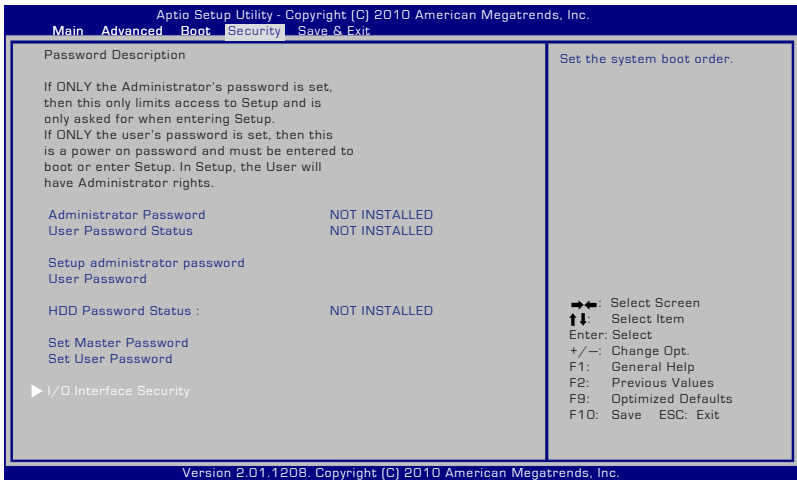 Aptio Setup Utility - Copyright (C) 2010 American Megatrends, Inc.
Main Advanced Boot Security Save & Exit
Password Description
If ONLY the Administrator's password is set,
then this only limits access to Setup and is
only asked for when entering Setup.
If ONLY the user's password is set, then this
is a power on password and must be entered to
boot or enter Setup. In Setup, the User will
have Administrator rights.
Administrator Password NOT INSTALLED
User Password Status NOT INSTALLED
Setup administrator password
User Password
HDD Password Status : NOT INSTALLED
Set Master Password
Set User Password
I/O Interface Security
Set the system boot order.
→←: Select Screen
↑↓: Select Item
Enter: Select
+/—: Change Opt.
F1: General Help
F2: Previous Values
F9: Optimized Defaults
F10: Save ESC: Exit
Version 2.01.1208. Copyright (C) 2010 American Megatrends, Inc.